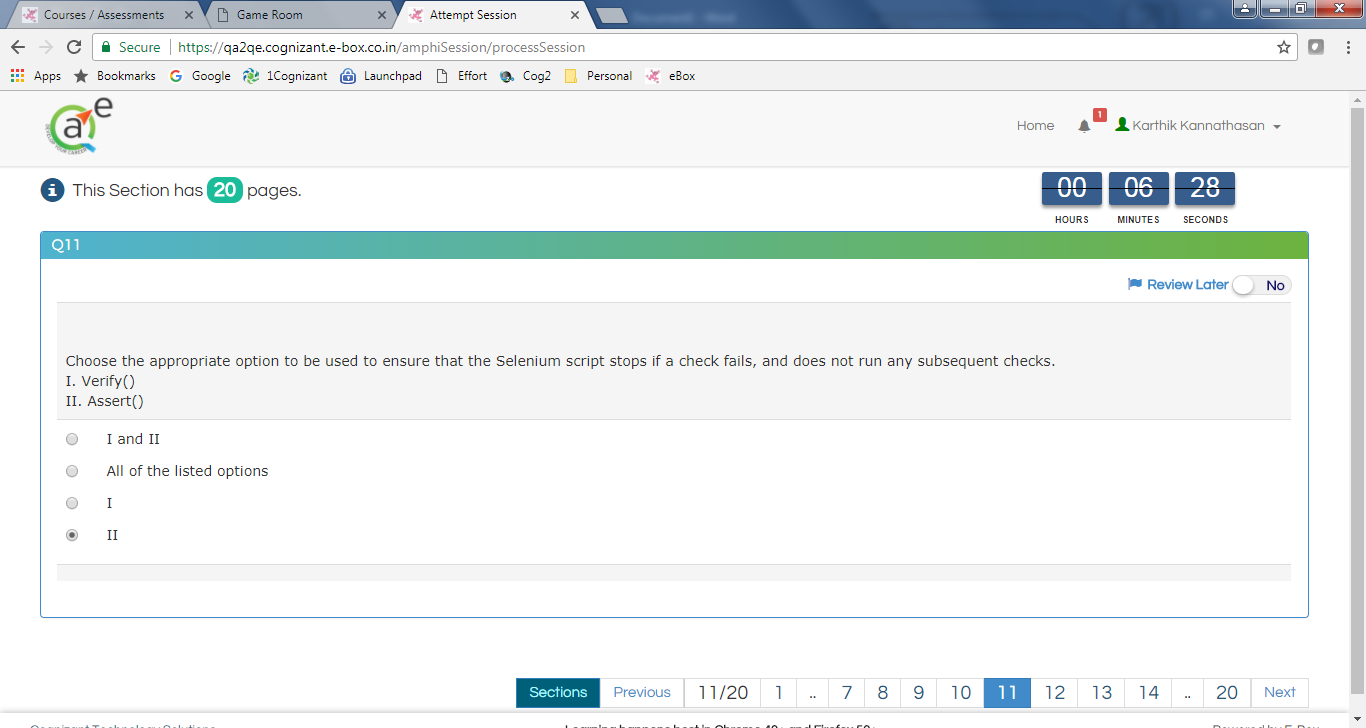 Courses / Assessments
Game Room
Attempt Session
Secure
https://qa2qe.cognizant.e-box.co.in/amphiSession/processSession
Apps
Bookmarks
Google
1Cognizant
Launchpad
Effort
Cog2
Personal
eBox
a e
Home
1
Karthik Kannathasan
This Section has 20 pages.
00 06 28
HOURS MINUTES SECONDS
Q11
Review Later No
Choose the appropriate option to be used to ensure that the Selenium script stops if a check fails, and does not run any subsequent checks.
I. Verify()
II. Assert()
I and II
All of the listed options
I
II
Sections Previous 11/20 1 .. 7 8 9 10 11 12 13 14 .. 20 Next